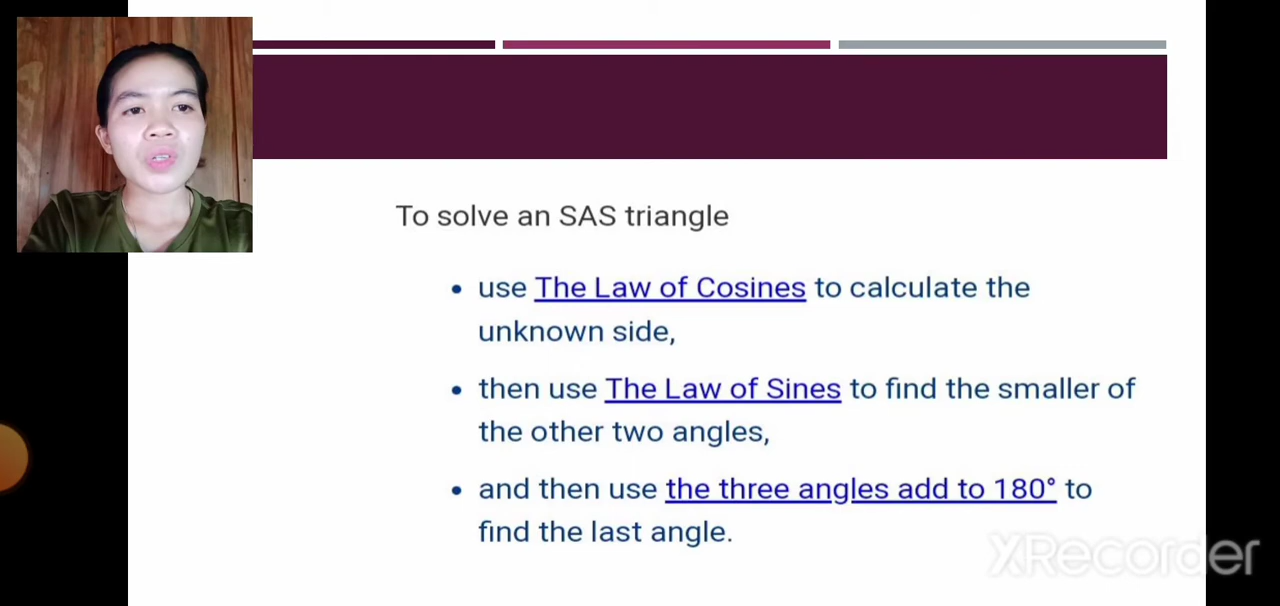 To solve an SAS triangle
• use The Law of Cosines to calculate the
unknown side,
• then use The Law of Sines to find the smaller of
the other two angles,
• and then use the three angles add to 180° to
find the last angle.
XRecorder